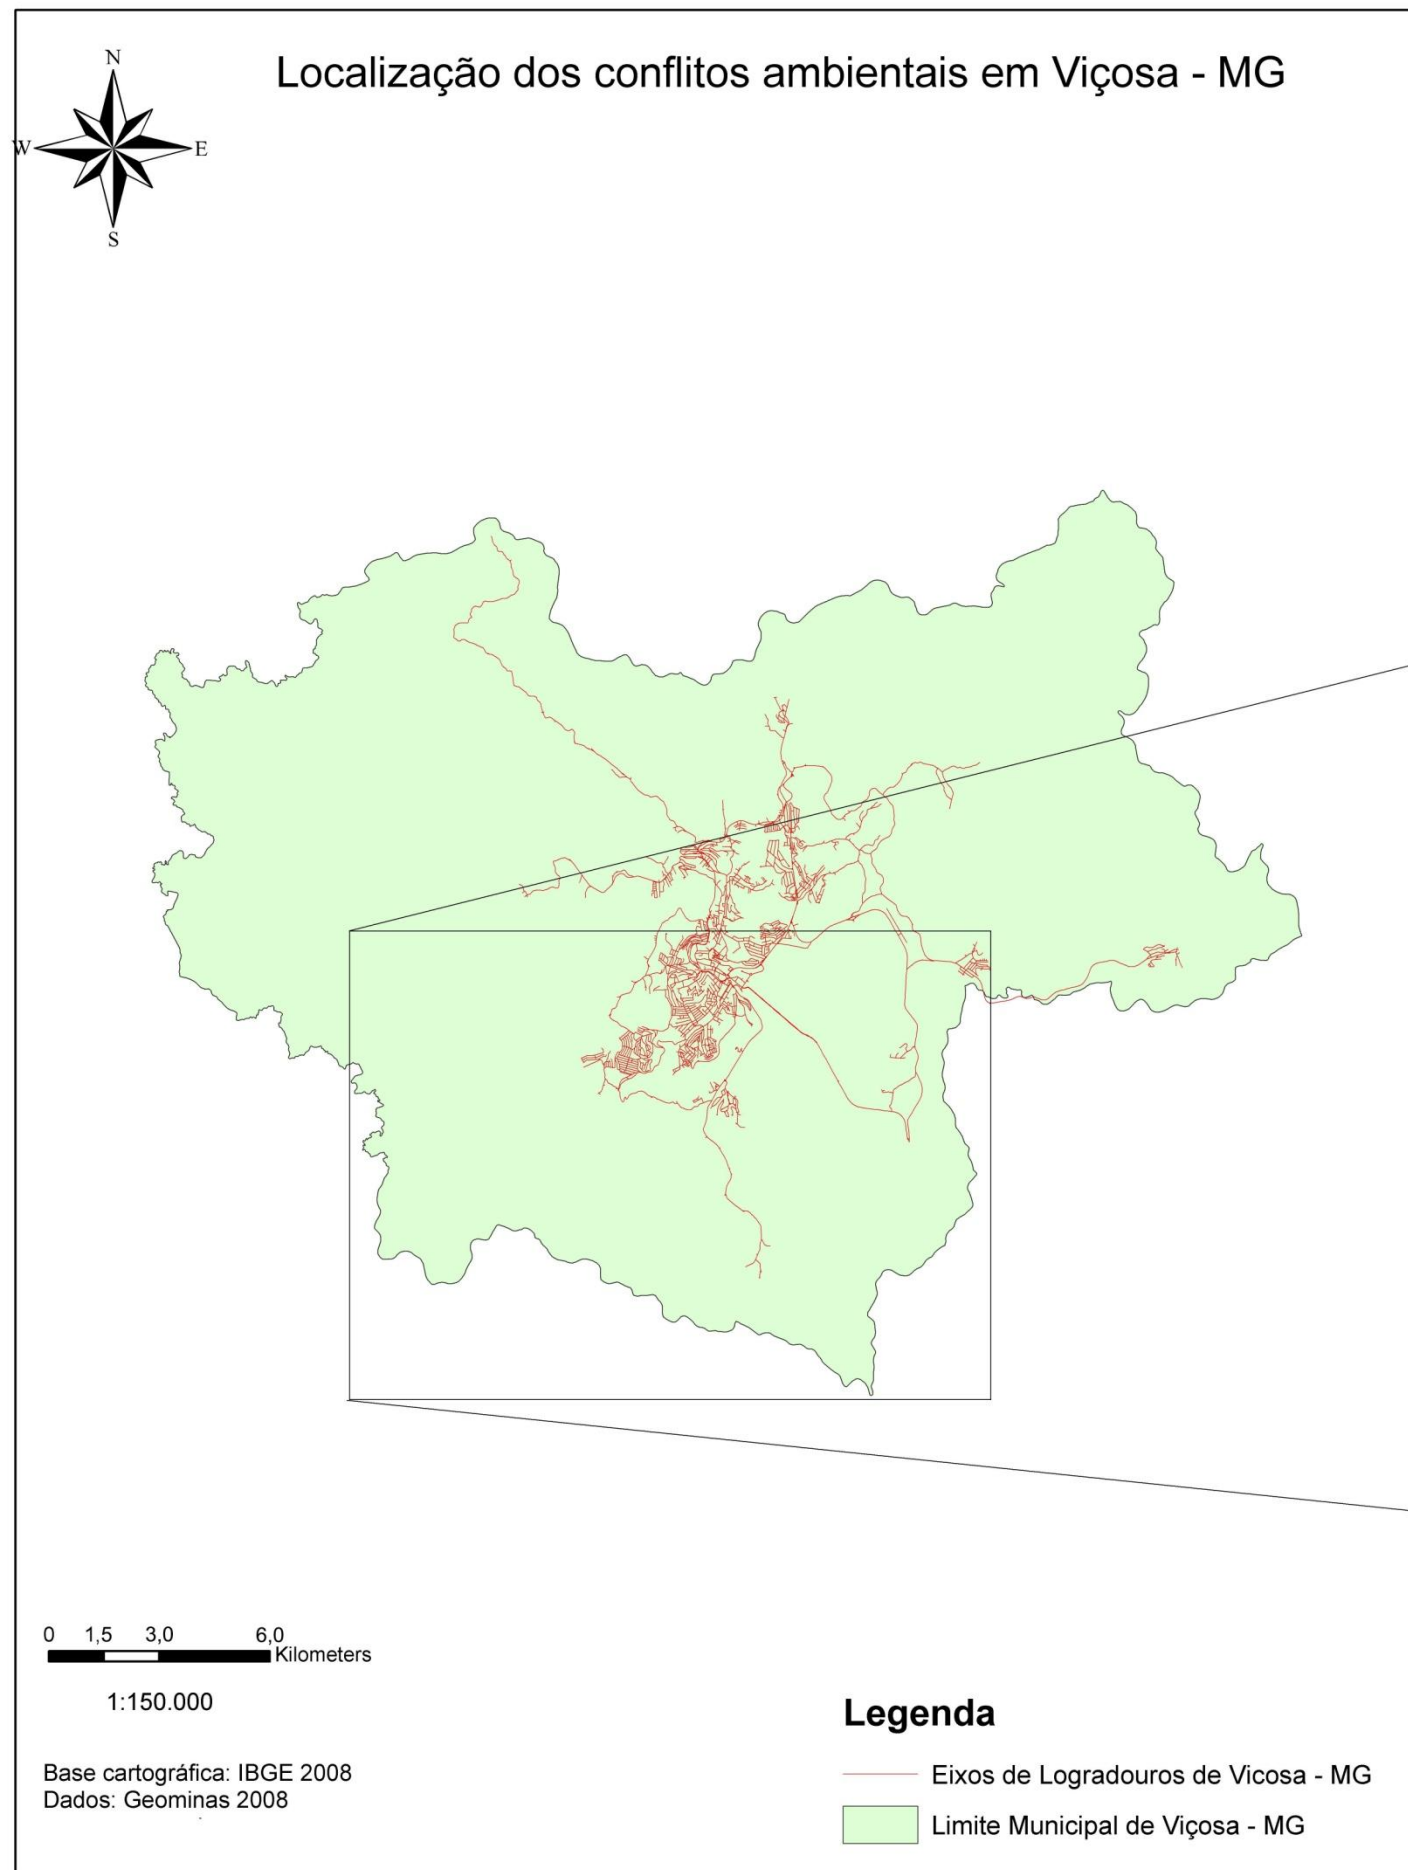 Localização dos conflitos ambientais em Viçosa - MG
N
W
E
S
0 1,5 3,0 6,0
Kilometers
1:150.000
Legenda
Base cartográfica: IBGE 2008
Dados: Geominas 2008
Eixos de Logradouros de Vicosa - MG
Limite Municipal de Viçosa - MG